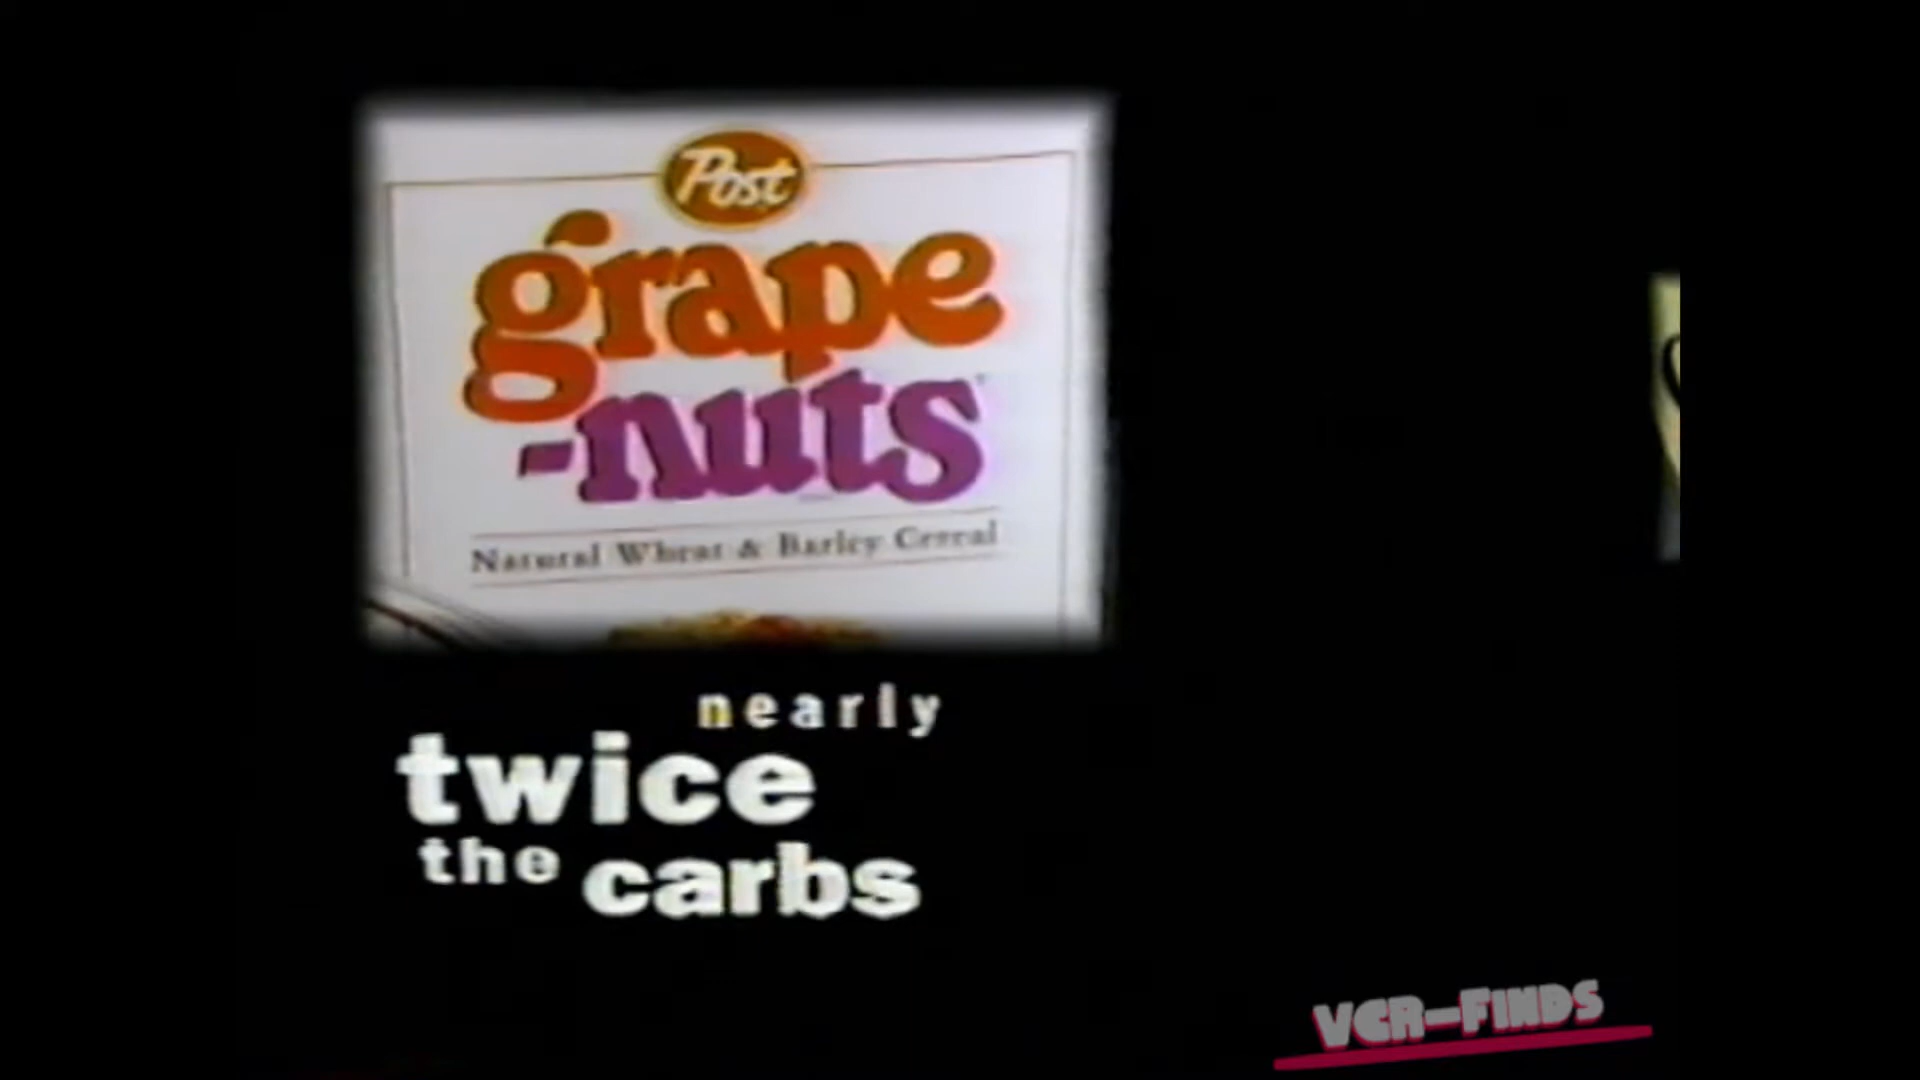 Post
grape
-nuts
Natural Wheat & Barley Cereal
nearly
twice
the carbs
VCR-FINDS